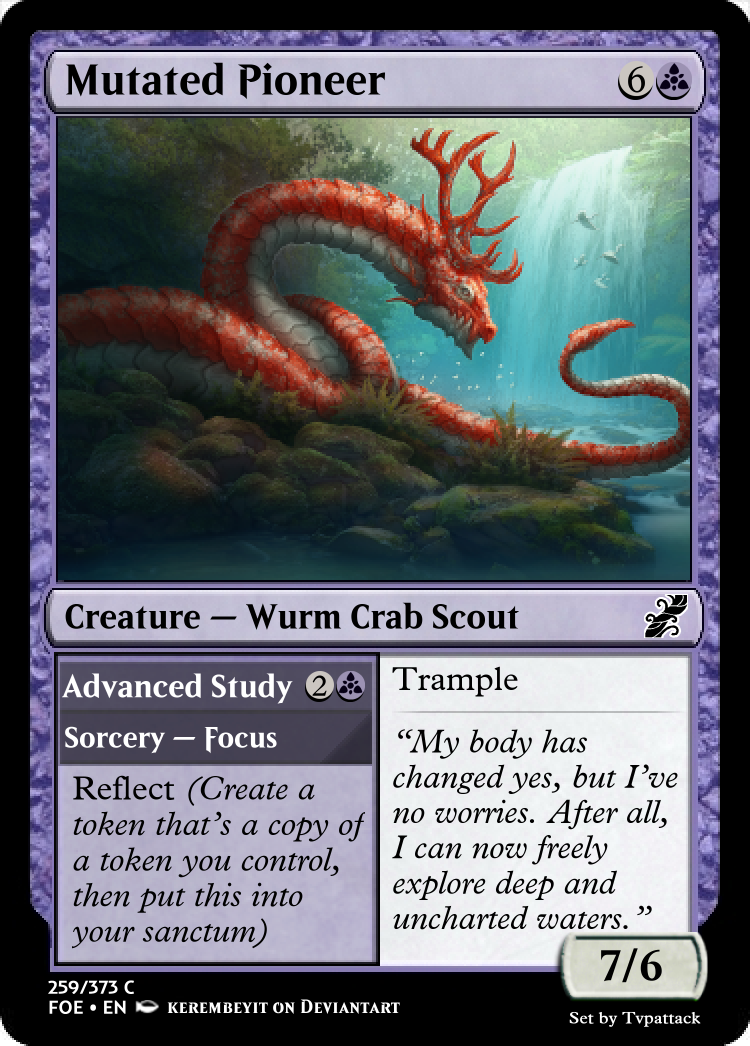 Mutated Pioneer
6
Creature — Wurm Crab Scout
Advanced Study 2
Sorcery — Focus
Reflect (Create a
token that's a copy of
a token you control,
then put this into
your sanctum)
Trample
“My body has
changed yes, but I've
no worries. After all,
I can now freely
explore deep and
uncharted waters.”
7/6
259/373 C
FOE • EN KEREMBEYIT ON DEVIANTART
Set by Tvpattack